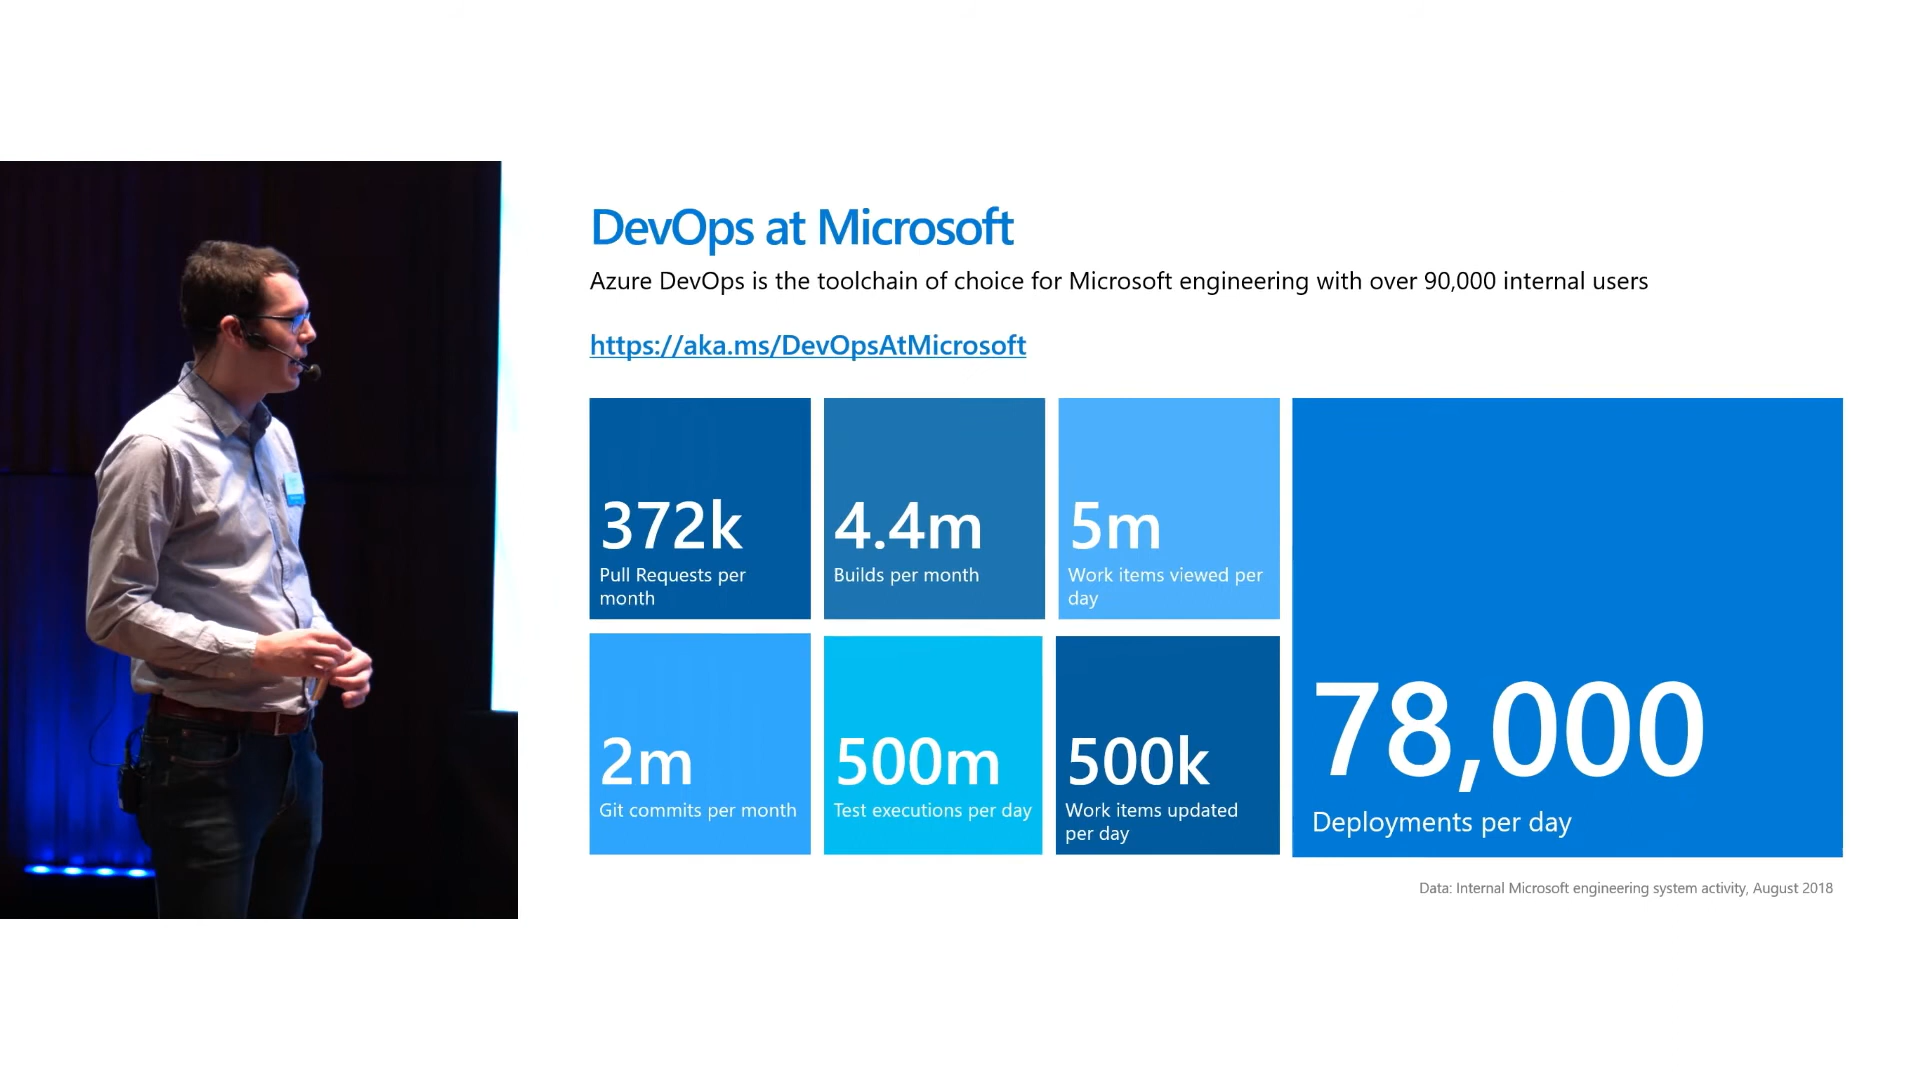 DevOps at Microsoft
Azure DevOps is the toolchain of choice for Microsoft engineering with over 90,000 internal users
https://aka.ms/DevOpsAtMicrosoft
372k
Pull Requests per
month
4.4m
Builds per month
5m
Work items viewed per
day
2m
Git commits per month
500m
Test executions per day
500k
Work items updated
per day
78,000
Deployments per day
Data: Internal Microsoft engineering system activity, August 2018